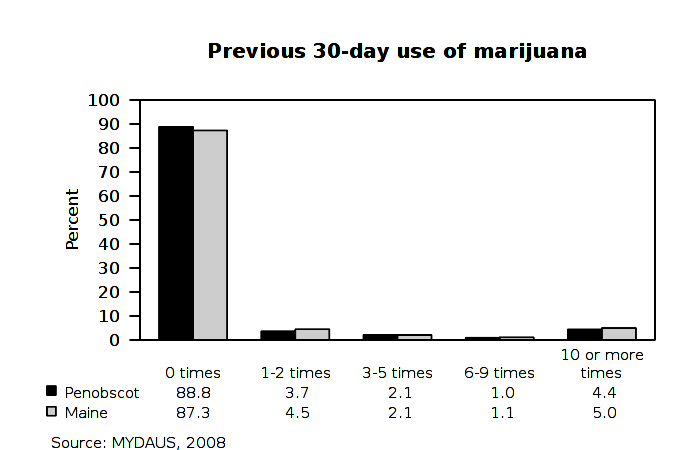 Previous 30-day use of marijuana
100
90
80
70
60
50
40
30
20
10
0
Percent
0 times 1-2 times 3-5 times 6-9 times 10 or more times
Penobscot 88.8 3.7 2.1 1.0 4.4
Maine 87.3 4.5 2.1 1.1 5.0
Source: MYDAUS, 2008